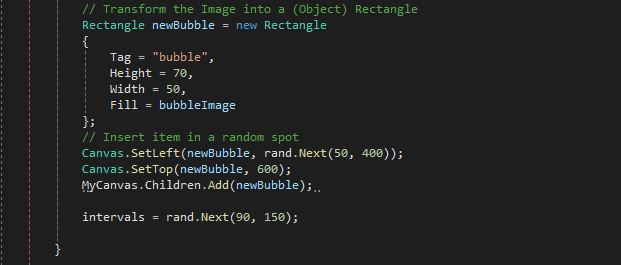 // Transform the Image into a (Object) Rectangle
Rectangle newBubble = new Rectangle
{
Tag = "bubble",
Height = 70,
Width = 50,
Fill = bubbleImage
};
// Insert item in a random spot
Canvas.SetLeft(newBubble, rand.Next(50, 400));
Canvas.SetTop(newBubble, 600);
MyCanvas.Children.Add(newBubble);
intervals = rand.Next(90, 150);
}